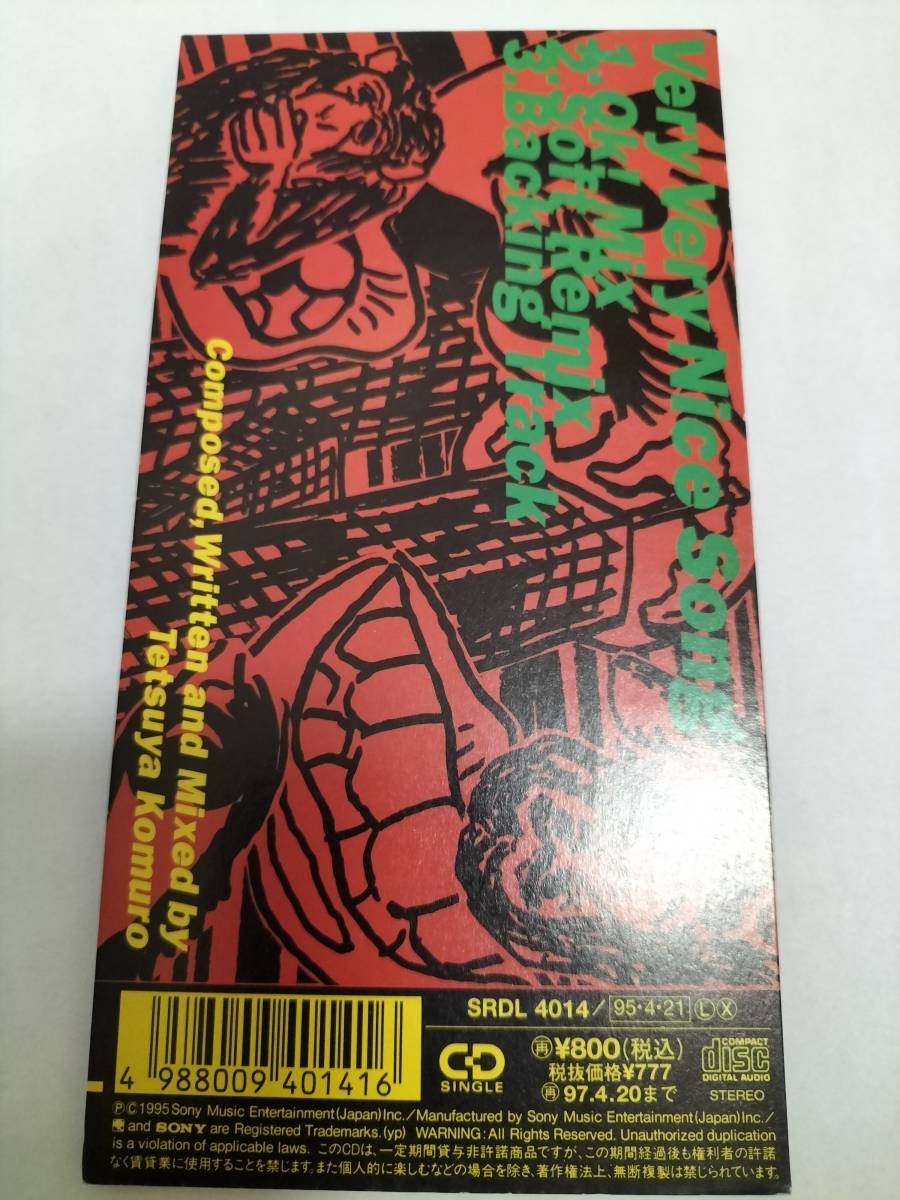 Very Very Nice Song
1. Oki Mix
2. Sot Remix
3. Backing Track
Composed, Written and Mixed by
Tetsuya Komuro
SRDL 4014/95・4・21 L X
4 988009 401416
CD
SINGLE
再¥800(税込)
税抜価格¥777
再97.4.20まで
COMPACT
disc
DIGITAL AUDIO
STEREO
ⓅⒸ1995 Sony Music Entertainment (Japan) Inc./Manufactured by Sony Music Entertainment (Japan) Inc./
and SONY are Registered Trademarks. (yp) WARNING: All Rights Reserved. Unauthorized duplication
is a violation of applicable laws. このCDは、一定期間貸与非許諾商品ですが、この期間経過後も権利者の許諾
なく賃貸業に使用することを禁じます。また個人的に楽しむなどの場合を除き、著作権法上、無断複製は禁じられています。